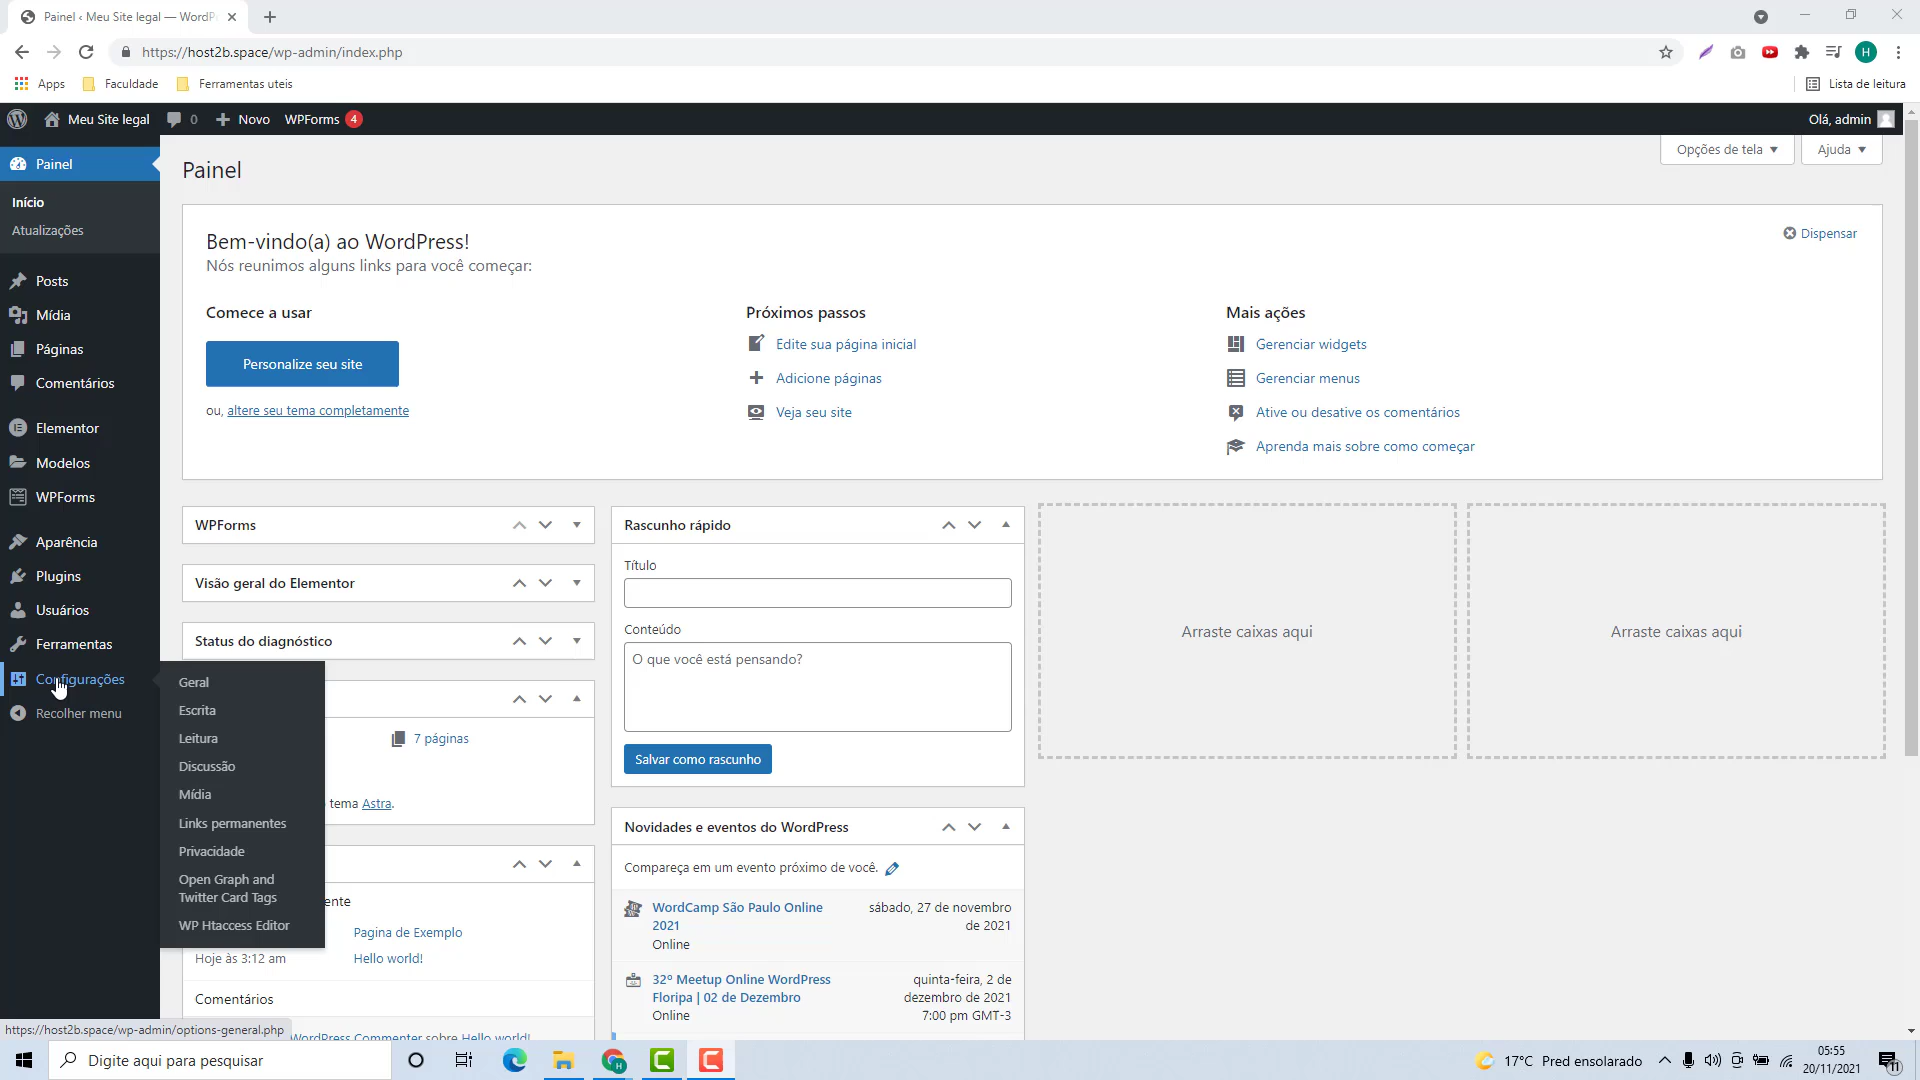 Painel ‹ Meu Site legal — WordP
https://host2b.space/wp-admin/index.php
H
Apps
Faculdade
Ferramentas uteis
Lista de leitura
Meu Site legal
0
Novo
WPForms
4
Olá, admin
Painel
Início
Atualizações
Posts
Mídia
Páginas
Comentários
Elementor
Modelos
WPForms
Aparência
Plugins
Usuários
Ferramentas
Configurações
Recolher menu
Geral
Escrita
Leitura
Discussão
Mídia
Links permanentes
Privacidade
Open Graph and
Twitter Card Tags
WP Htaccess Editor
Painel
Opções de tela
Ajuda
Bem-vindo(a) ao WordPress!
Nós reunimos alguns links para você começar:
Dispensar
Comece a usar
Personalize seu site
ou, altere seu tema completamente
Próximos passos
Edite sua página inicial
Adicione páginas
Veja seu site
Mais ações
Gerenciar widgets
Gerenciar menus
Ative ou desative os comentários
Aprenda mais sobre como começar
WPForms
Visão geral do Elementor
Status do diagnóstico
7 páginas
tema Astra.
ente
Pagina de Exemplo
Hoje às 3:12 am
Hello world!
Comentários
WordPress Commenter sobre Hello world!
Rascunho rápido
Título
Conteúdo
O que você está pensando?
Salvar como rascunho
Novidades e eventos do WordPress
Compareça em um evento próximo de você.
WordCamp São Paulo Online
2021
Online
sábado, 27 de novembro
de 2021
32º Meetup Online WordPress
Floripa | 02 de Dezembro
Online
quinta-feira, 2 de
dezembro de 2021
7:00 pm GMT-3
Arraste caixas aqui
Arraste caixas aqui
https://host2b.space/wp-admin/options-general.php
Digite aqui para pesquisar
17°C Pred ensolarado
05:55
20/11/2021
11